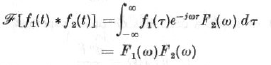 ℱ[f₁(t) * f₂(t)] = ∫_{-∞}^{∞} f₁(τ)e^{-jωτ} F₂(ω) dτ
= F₁(ω)F₂(ω)